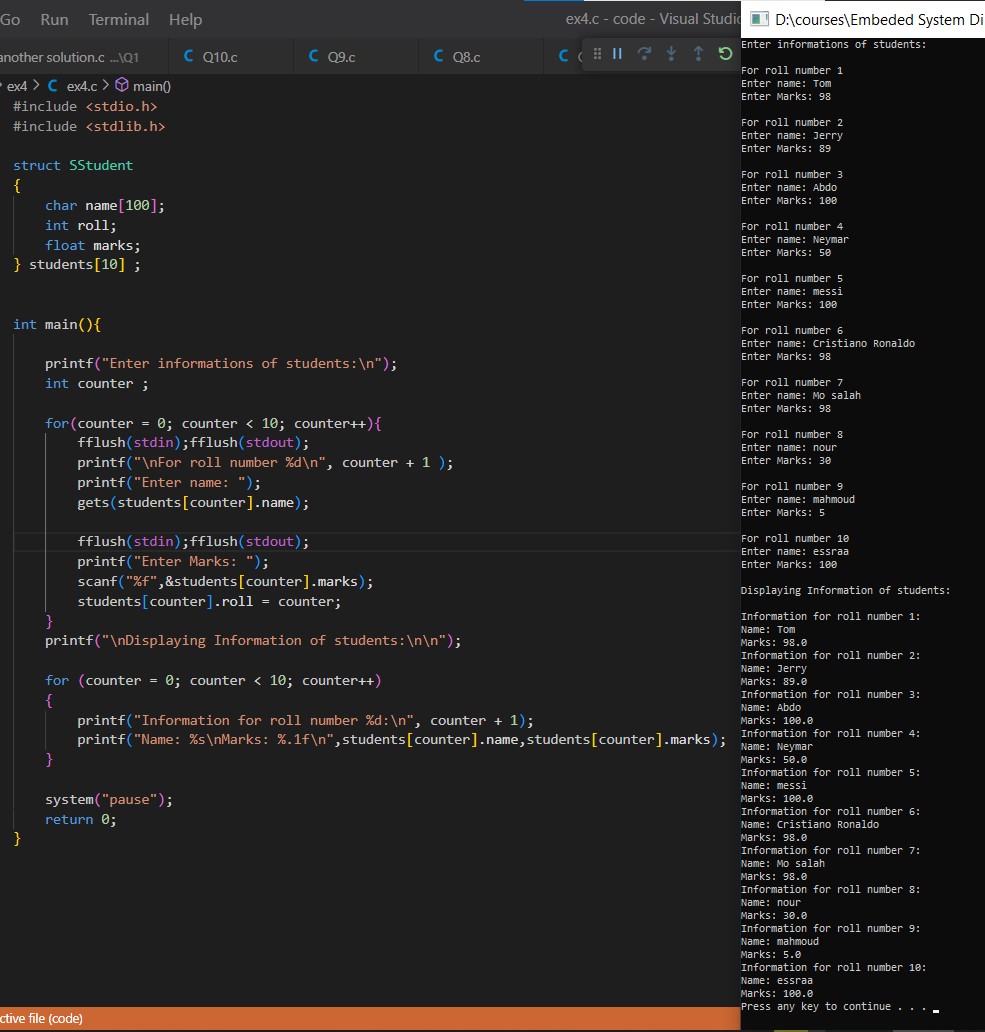 Go Run Terminal Help
ex4.c - code - Visual Studio
another solution.c ...\Q1
Q10.c
Q9.c
Q8.c
ex4 > C ex4.c > main()
#include <stdio.h>
#include <stdlib.h>
struct SStudent
{
char name[100];
int roll;
float marks;
} students[10] ;
int main(){
printf("Enter informations of students:\n");
int counter ;
for(counter = 0; counter < 10; counter++){
fflush(stdin);fflush(stdout);
printf("\nFor roll number %d\n", counter + 1 );
printf("Enter name: ");
gets(students[counter].name);
fflush(stdin);fflush(stdout);
printf("Enter Marks: ");
scanf("%f",&students[counter].marks);
students[counter].roll = counter;
}
printf("\nDisplaying Information of students:\n\n");
for (counter = 0; counter < 10; counter++)
{
printf("Information for roll number %d:\n", counter + 1);
printf("Name: %s\nMarks: %.1f\n",students[counter].name,students[counter].marks);
}
system("pause");
return 0;
}
ctive file (code)
D:\courses\Embeded System Di
Enter informations of students:
For roll number 1
Enter name: Tom
Enter Marks: 98
For roll number 2
Enter name: Jerry
Enter Marks: 89
For roll number 3
Enter name: Abdo
Enter Marks: 100
For roll number 4
Enter name: Neymar
Enter Marks: 50
For roll number 5
Enter name: messi
Enter Marks: 100
For roll number 6
Enter name: Cristiano Ronaldo
Enter Marks: 98
For roll number 7
Enter name: Mo salah
Enter Marks: 98
For roll number 8
Enter name: nour
Enter Marks: 30
For roll number 9
Enter name: mahmoud
Enter Marks: 5
For roll number 10
Enter name: essraa
Enter Marks: 100
Displaying Information of students:
Information for roll number 1:
Name: Tom
Marks: 98.0
Information for roll number 2:
Name: Jerry
Marks: 89.0
Information for roll number 3:
Name: Abdo
Marks: 100.0
Information for roll number 4:
Name: Neymar
Marks: 50.0
Information for roll number 5:
Name: messi
Marks: 100.0
Information for roll number 6:
Name: Cristiano Ronaldo
Marks: 98.0
Information for roll number 7:
Name: Mo salah
Marks: 98.0
Information for roll number 8:
Name: nour
Marks: 30.0
Information for roll number 9:
Name: mahmoud
Marks: 5.0
Information for roll number 10:
Name: essraa
Marks: 100.0
Press any key to continue . . .